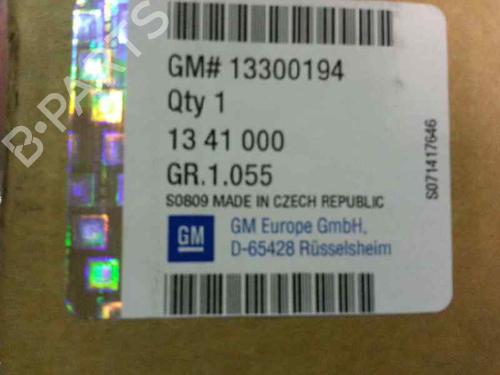 GM# 13300194
Qty 1
13 41 000
GR.1.055
S0809 MADE IN CZECH REPUBLIC
GM
GM Europe GmbH,
D-65428 Rüsselsheim
S071417646
B-PARTS